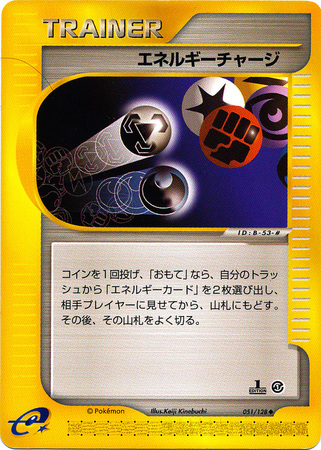 TRAINER
エネルギーチャージ
ID:B-53-#
コインを1回投げ、「おもて」なら、自分のトラッ
シュから「エネルギーカード」を2枚選び出し、
相手プレイヤーに見せてから、山札にもどす。
その後、その山札をよく切る。
1
EDITION
e
©Pokémon
Illus.Keiji Kinebuchi
051/128◆